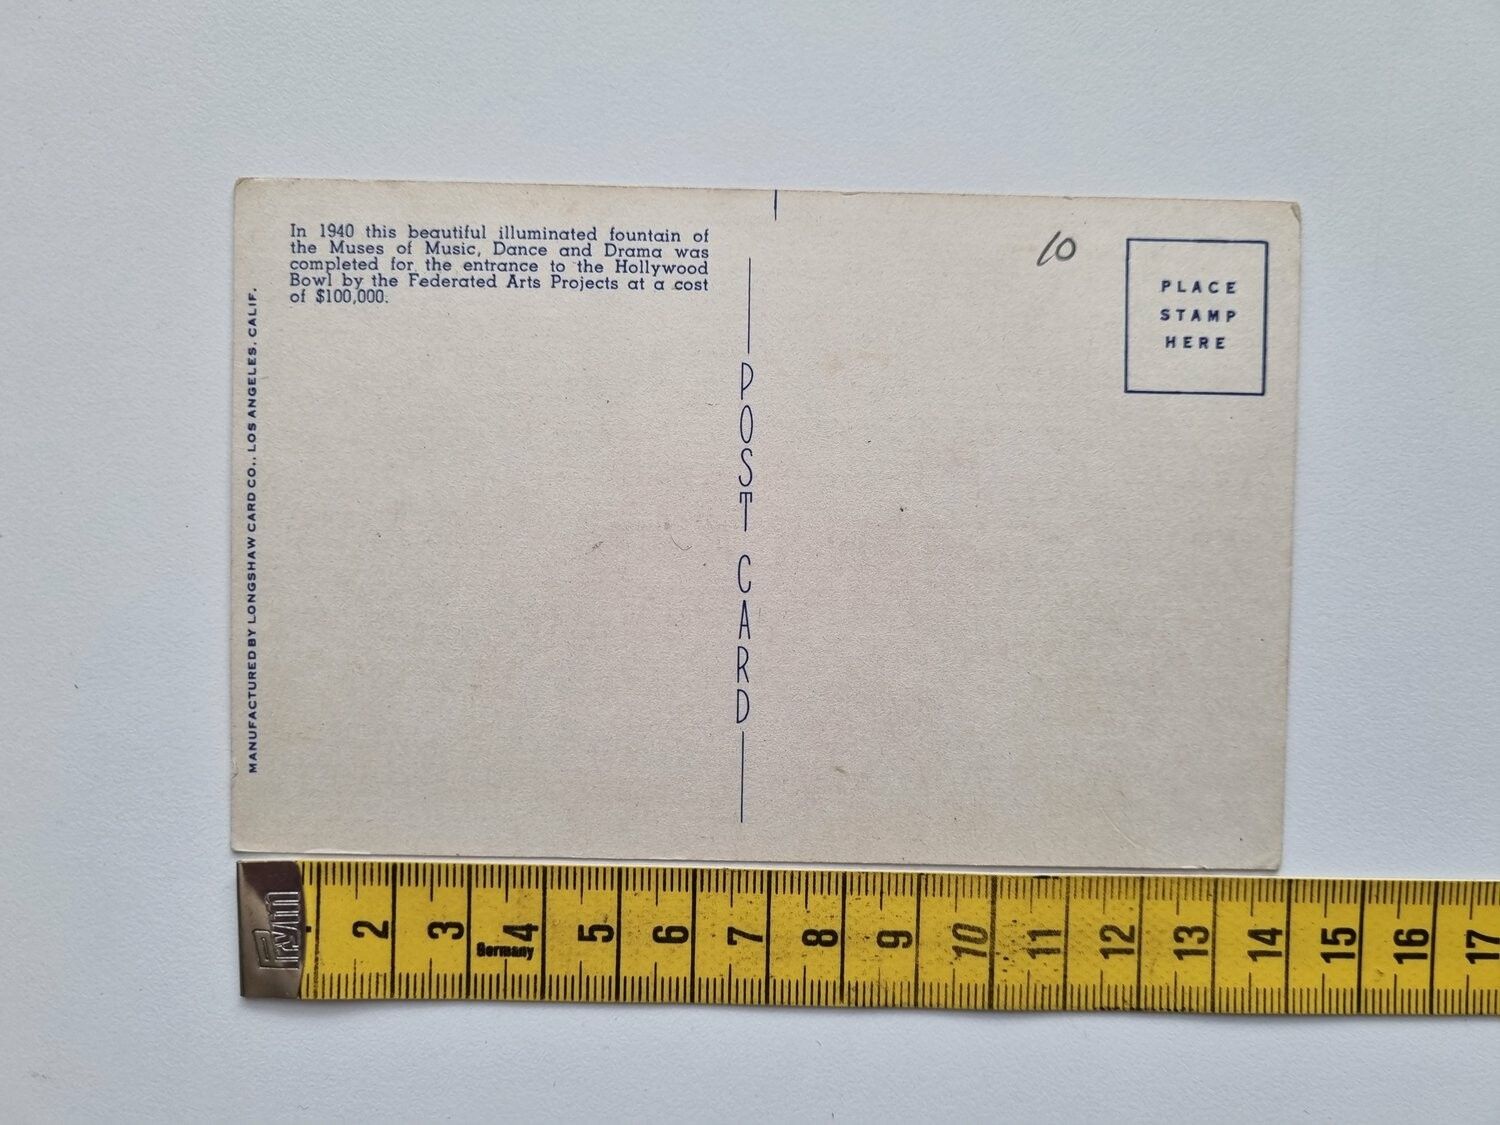 In 1940 this beautiful illuminated fountain of
the Muses of Music, Dance and Drama was
completed for the entrance to the Hollywood
Bowl by the Federated Arts Projects at a cost
of $100,000.
MANUFACTURED BY LONGSHAW CARD CO., LOS ANGELES, CALIF.
POST CARD
10
PLACE
STAMP
HERE
Prym
2 3 4 5 6 7 8 9 10 11 12 13 14 15 16 17
Germany